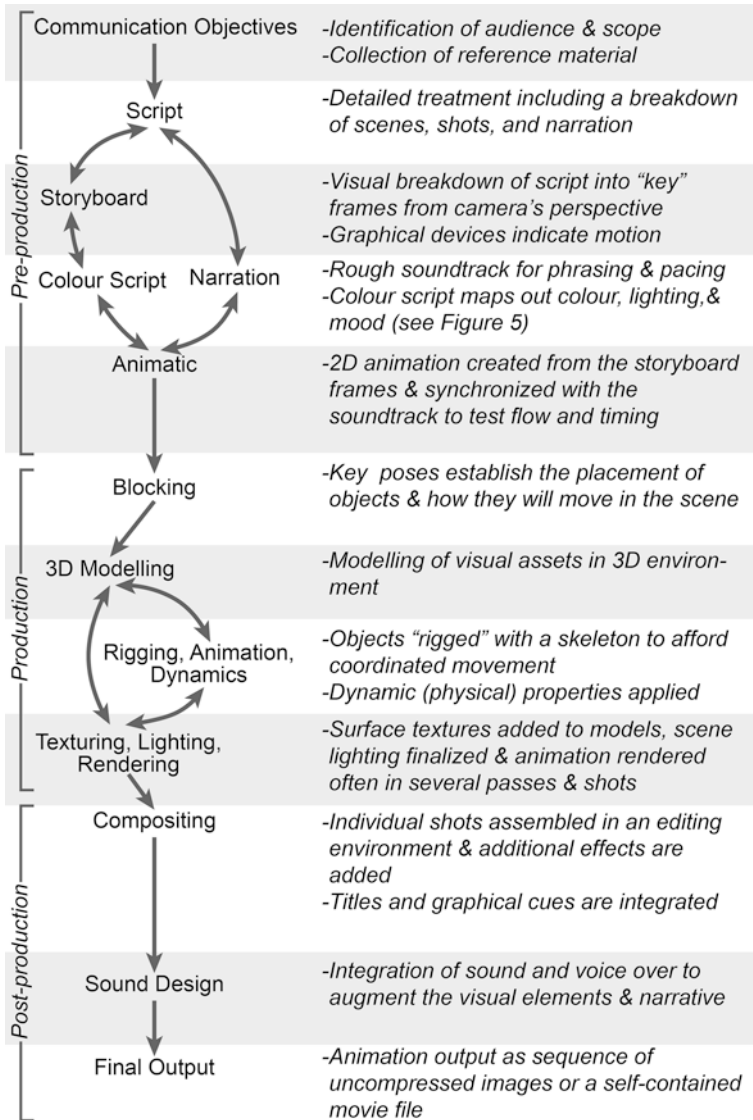 Pre-production
Communication Objectives
-Identification of audience & scope
-Collection of reference material
Script
-Detailed treatment including a breakdown
of scenes, shots, and narration
Storyboard
-Visual breakdown of script into “key”
frames from camera’s perspective
-Graphical devices indicate motion
Colour Script
Narration
-Rough soundtrack for phrasing & pacing
-Colour script maps out colour, lighting,&
mood (see Figure 5)
Animatic
-2D animation created from the storyboard
frames & synchronized with the
soundtrack to test flow and timing
Production
Blocking
-Key poses establish the placement of
objects & how they will move in the scene
3D Modelling
-Modelling of visual assets in 3D environ-
ment
Rigging, Animation,
Dynamics
-Objects “rigged” with a skeleton to afford
coordinated movement
-Dynamic (physical) properties applied
Texturing, Lighting,
Rendering
-Surface textures added to models, scene
lighting finalized & animation rendered
often in several passes & shots
Post-production
Compositing
-Individual shots assembled in an editing
environment & additional effects are
added
-Titles and graphical cues are integrated
Sound Design
-Integration of sound and voice over to
augment the visual elements & narrative
Final Output
-Animation output as sequence of
uncompressed images or a self-contained
movie file